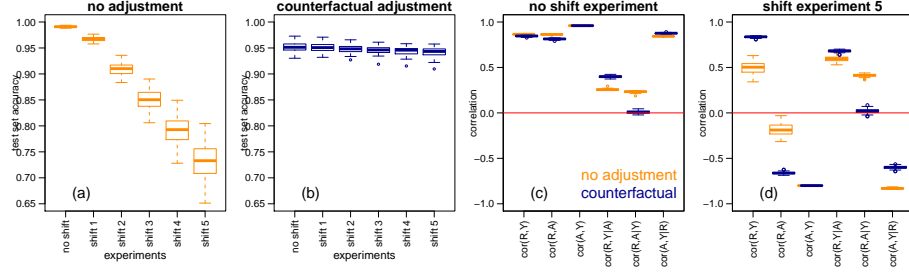 no adjustment
test set accuracy
1.00
0.95
0.90
0.85
0.80
0.75
0.70
0.65
(a)
no shift
shift 1
shift 2
shift 3
shift 4
shift 5
experiments
counterfactual adjustment
test set accuracy
1.00
0.95
0.90
0.85
0.80
0.75
0.70
0.65
(b)
no shift
shift 1
shift 2
shift 3
shift 4
shift 5
experiments
no shift experiment
correlation
1.0
0.5
0.0
−0.5
−1.0
no adjustment
counterfactual
(c)
cor(R,Y)
cor(R,A)
cor(A,Y)
cor(R,Y|A)
cor(R,A|Y)
cor(A,Y|R)
shift experiment 5
correlation
1.0
0.5
0.0
−0.5
−1.0
(d)
cor(R,Y)
cor(R,A)
cor(A,Y)
cor(R,Y|A)
cor(R,A|Y)
cor(A,Y|R)